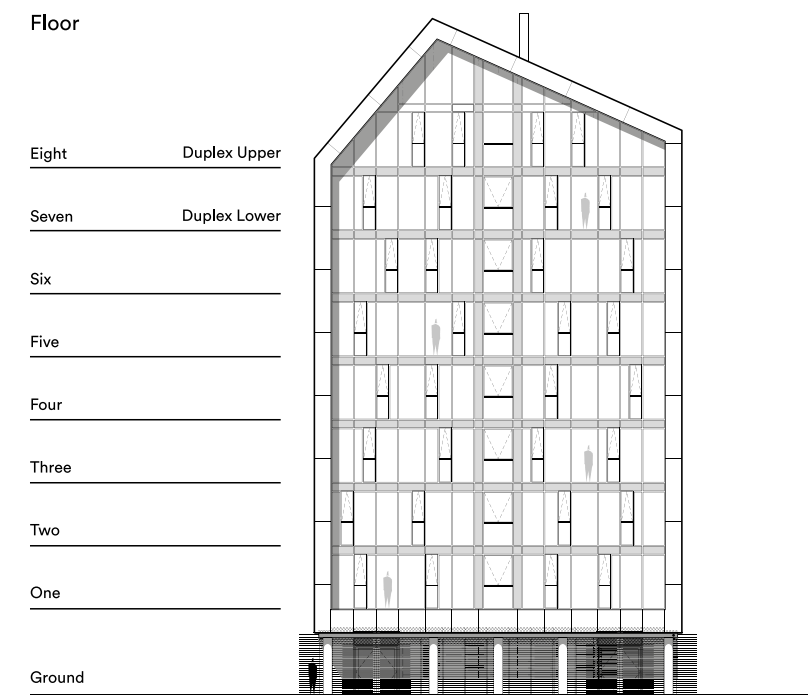 Floor
Eight Duplex Upper
Seven Duplex Lower
Six
Five
Four
Three
Two
One
Ground